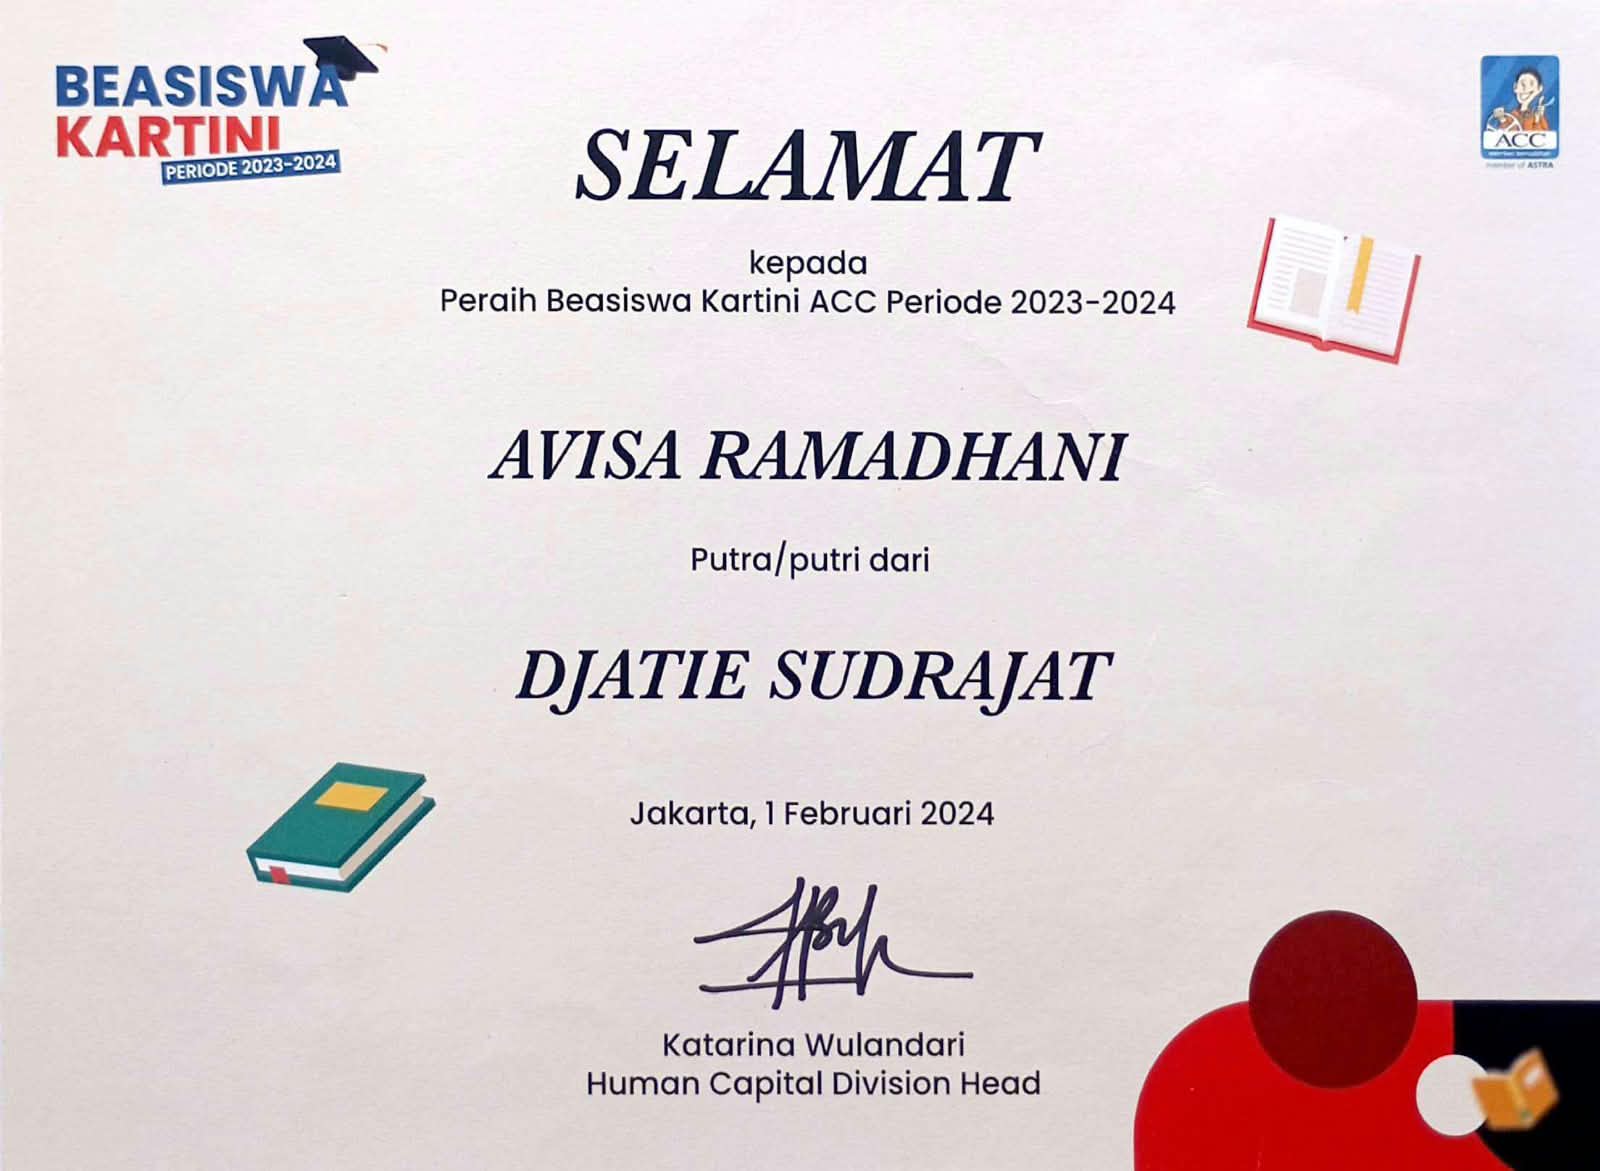 BEASISWA
KARTINI
PERIODE 2023-2024
ACC
member of ASTRA
SELAMAT
kepada
Peraih Beasiswa Kartini ACC Periode 2023-2024
AVISA RAMADHANI
Putra/putri dari
DJATIE SUDRAJAT
Jakarta, 1 Februari 2024
Katarina Wulandari
Human Capital Division Head